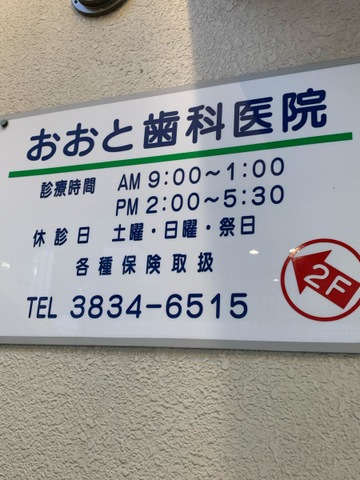 おおと歯科医院
診療時間 AM 9:00～1:00
PM 2:00～5:30
休診日 土曜・日曜・祭日
各種保険取扱
TEL 3834-6515
2F